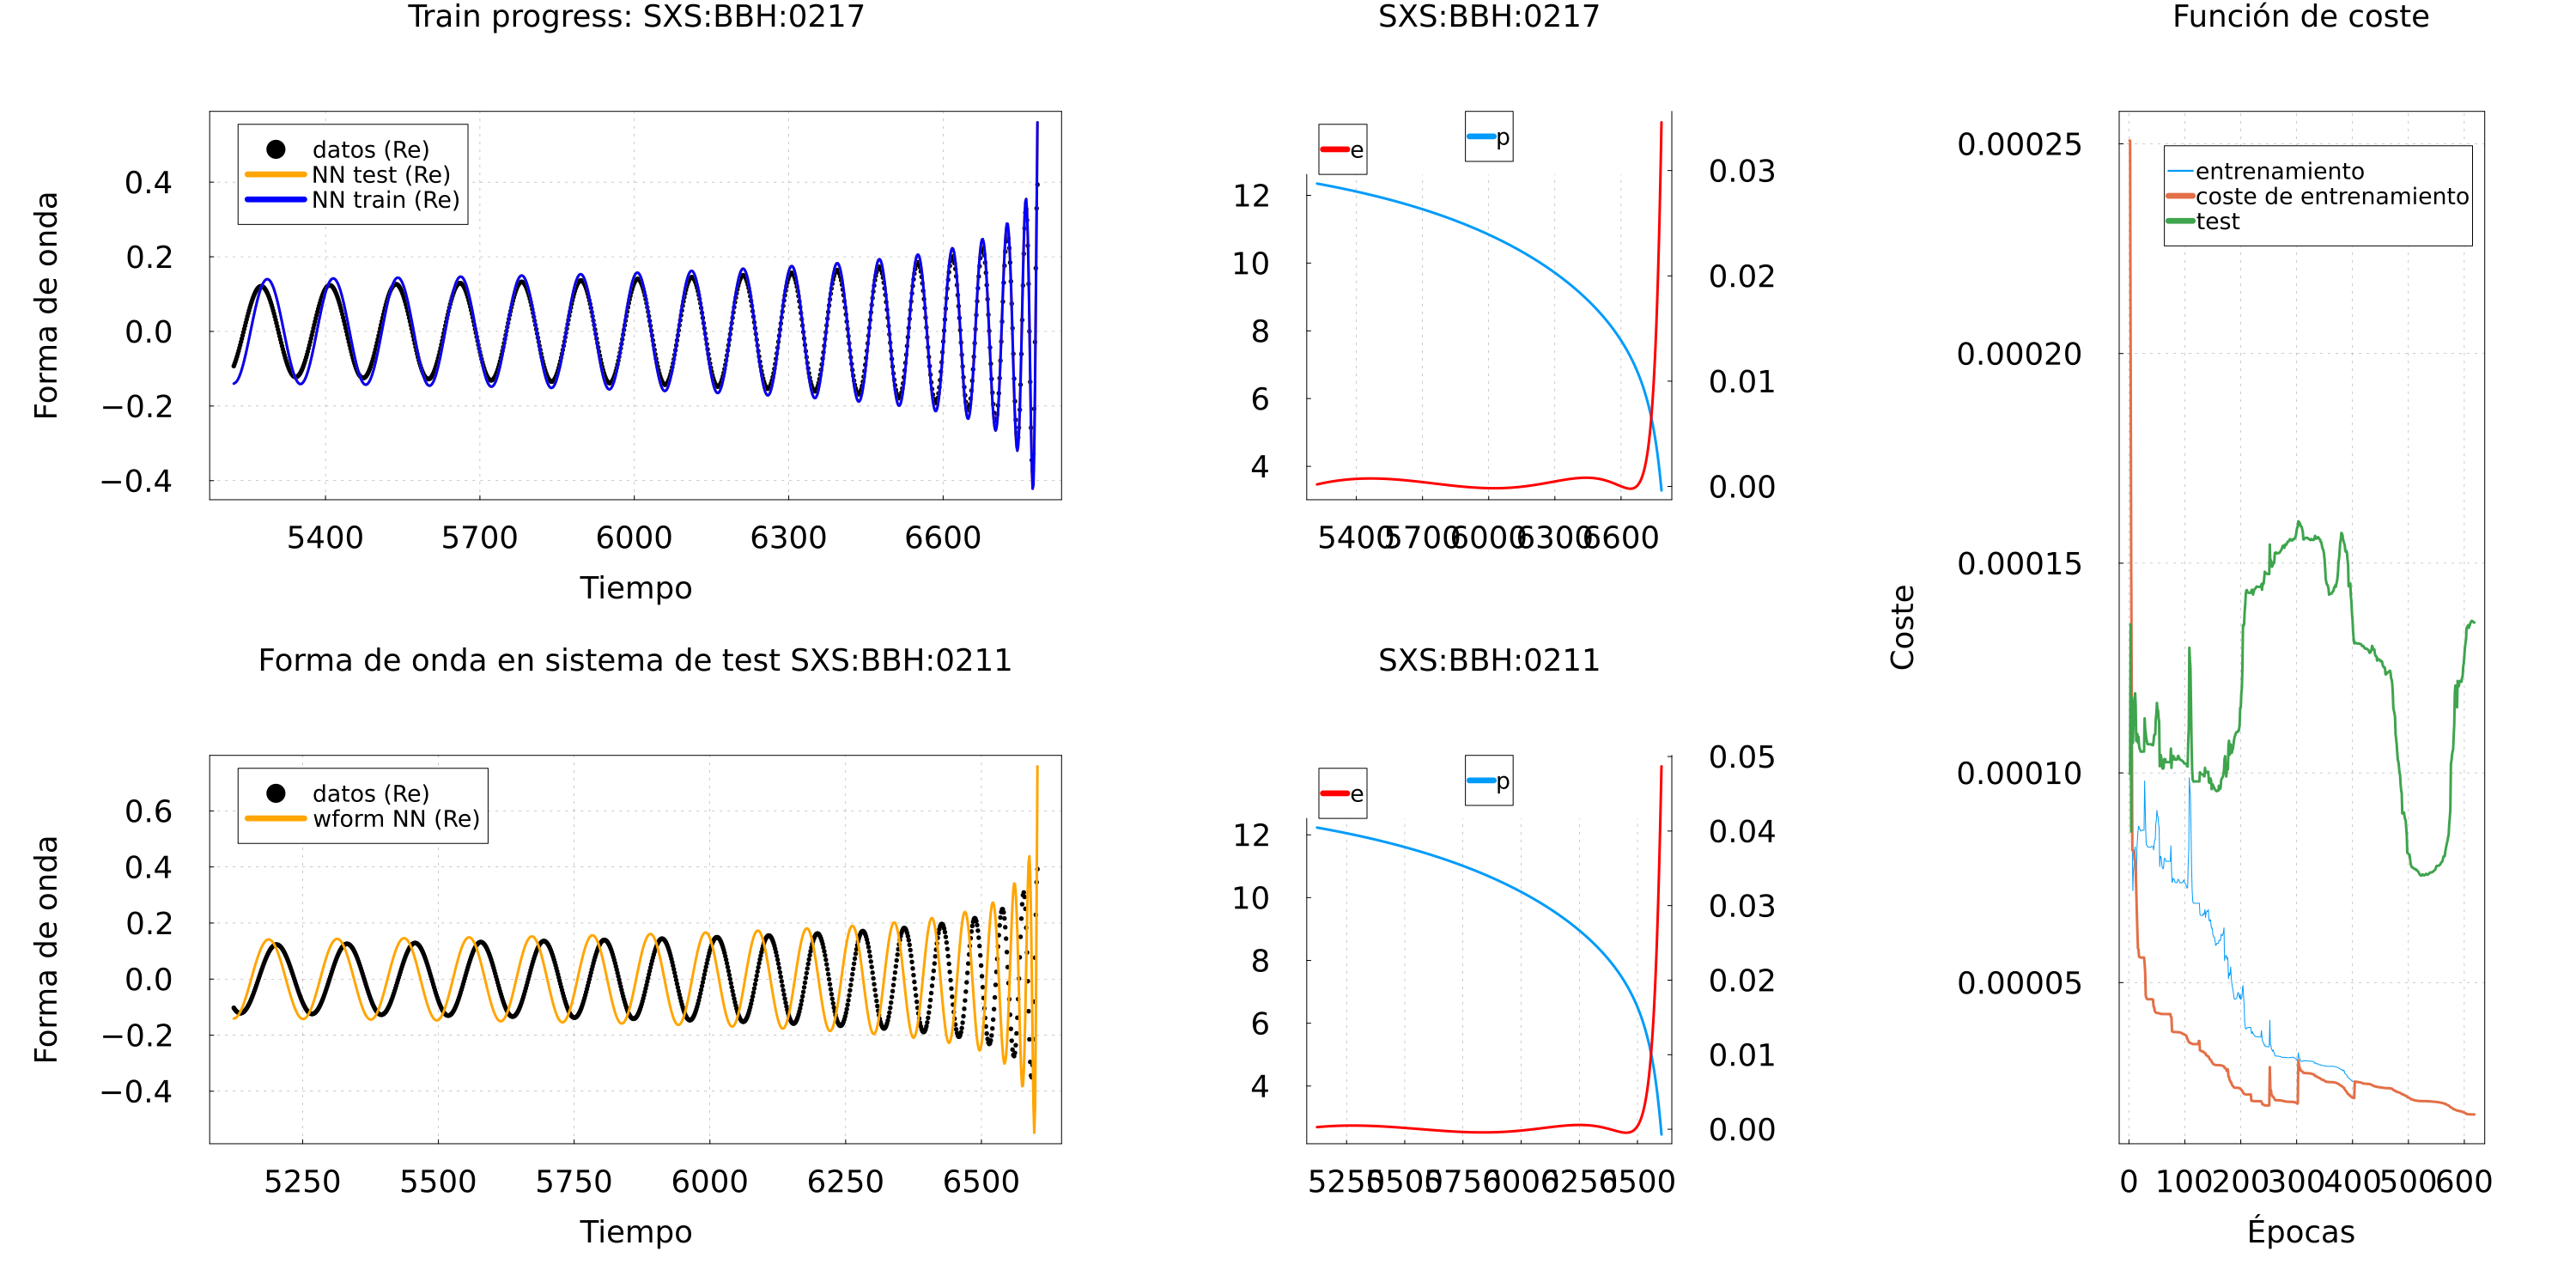 Train progress: SXS:BBH:0217
datos (Re)
NN test (Re)
NN train (Re)
Forma de onda
0.4
0.2
0.0
−0.2
−0.4
5400 5700 6000 6300 6600
Tiempo
SXS:BBH:0217
e
p
12
10
8
6
4
0.03
0.02
0.01
0.00
5400 5700 6000 6300 6600
Forma de onda en sistema de test SXS:BBH:0211
datos (Re)
wform NN (Re)
Forma de onda
0.6
0.4
0.2
0.0
−0.2
−0.4
5250 5500 5750 6000 6250 6500
Tiempo
SXS:BBH:0211
e
p
12
10
8
6
4
0.05
0.04
0.03
0.02
0.01
0.00
5250 5500 5750 6000 6250 6500
Función de coste
entrenamiento
coste de entrenamiento
test
Coste
0.00025
0.00020
0.00015
0.00010
0.00005
0 100 200 300 400 500 600
Épocas